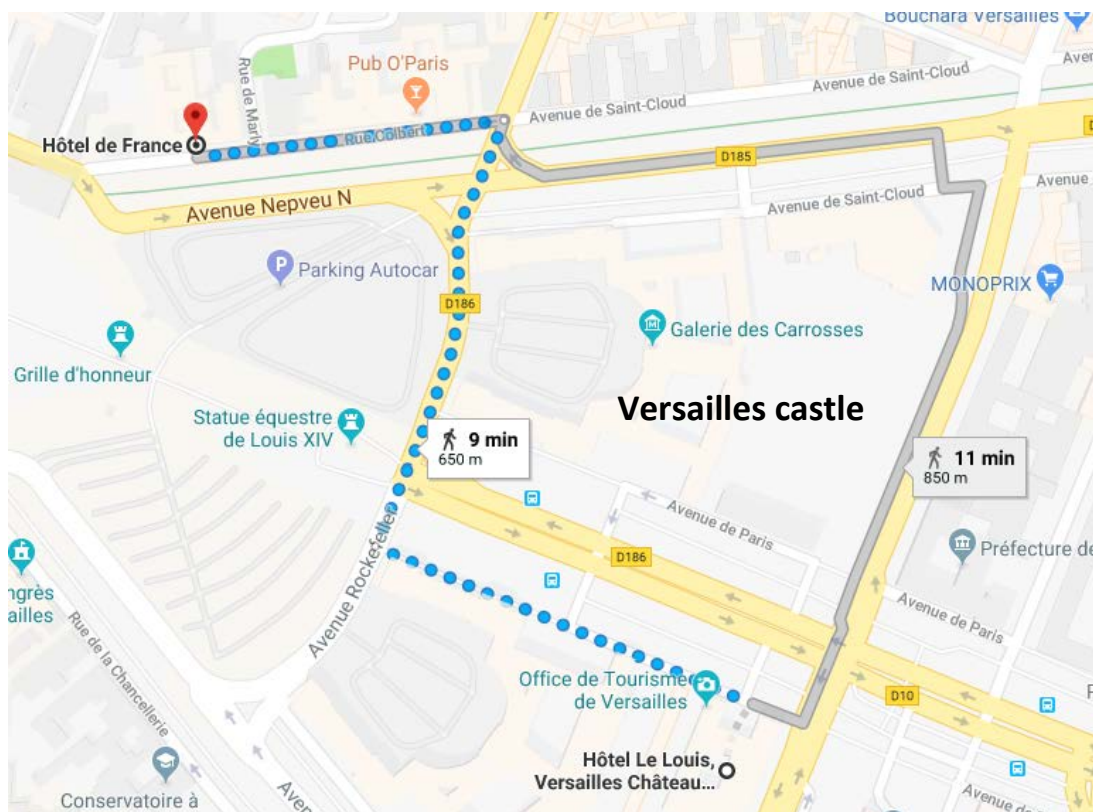 Bouchara Versailles
Avenue de Saint-Cloud
Pub O'Paris
Avenue de Saint-Cloud
Rue de Marly
Rue Colbert
Hôtel de France
D185
Avenue Nepveu N
Avenue de Saint-Cloud
Avenue
P
Parking Autocar
MONOPRIX
D186
Galerie des Carrosses
Grille d'honneur
Versailles castle
Statue équestre
de Louis XIV
9 min
650 m
11 min
850 m
Avenue de Paris
Avenue Rockefeller
Préfecture de
D186
ngrès
ailles
Avenue de Paris
Rue de la Chancellerie
Office de Tourisme
de Versailles
D10
Hôtel Le Louis,
Versailles Château...
Conservatoire à